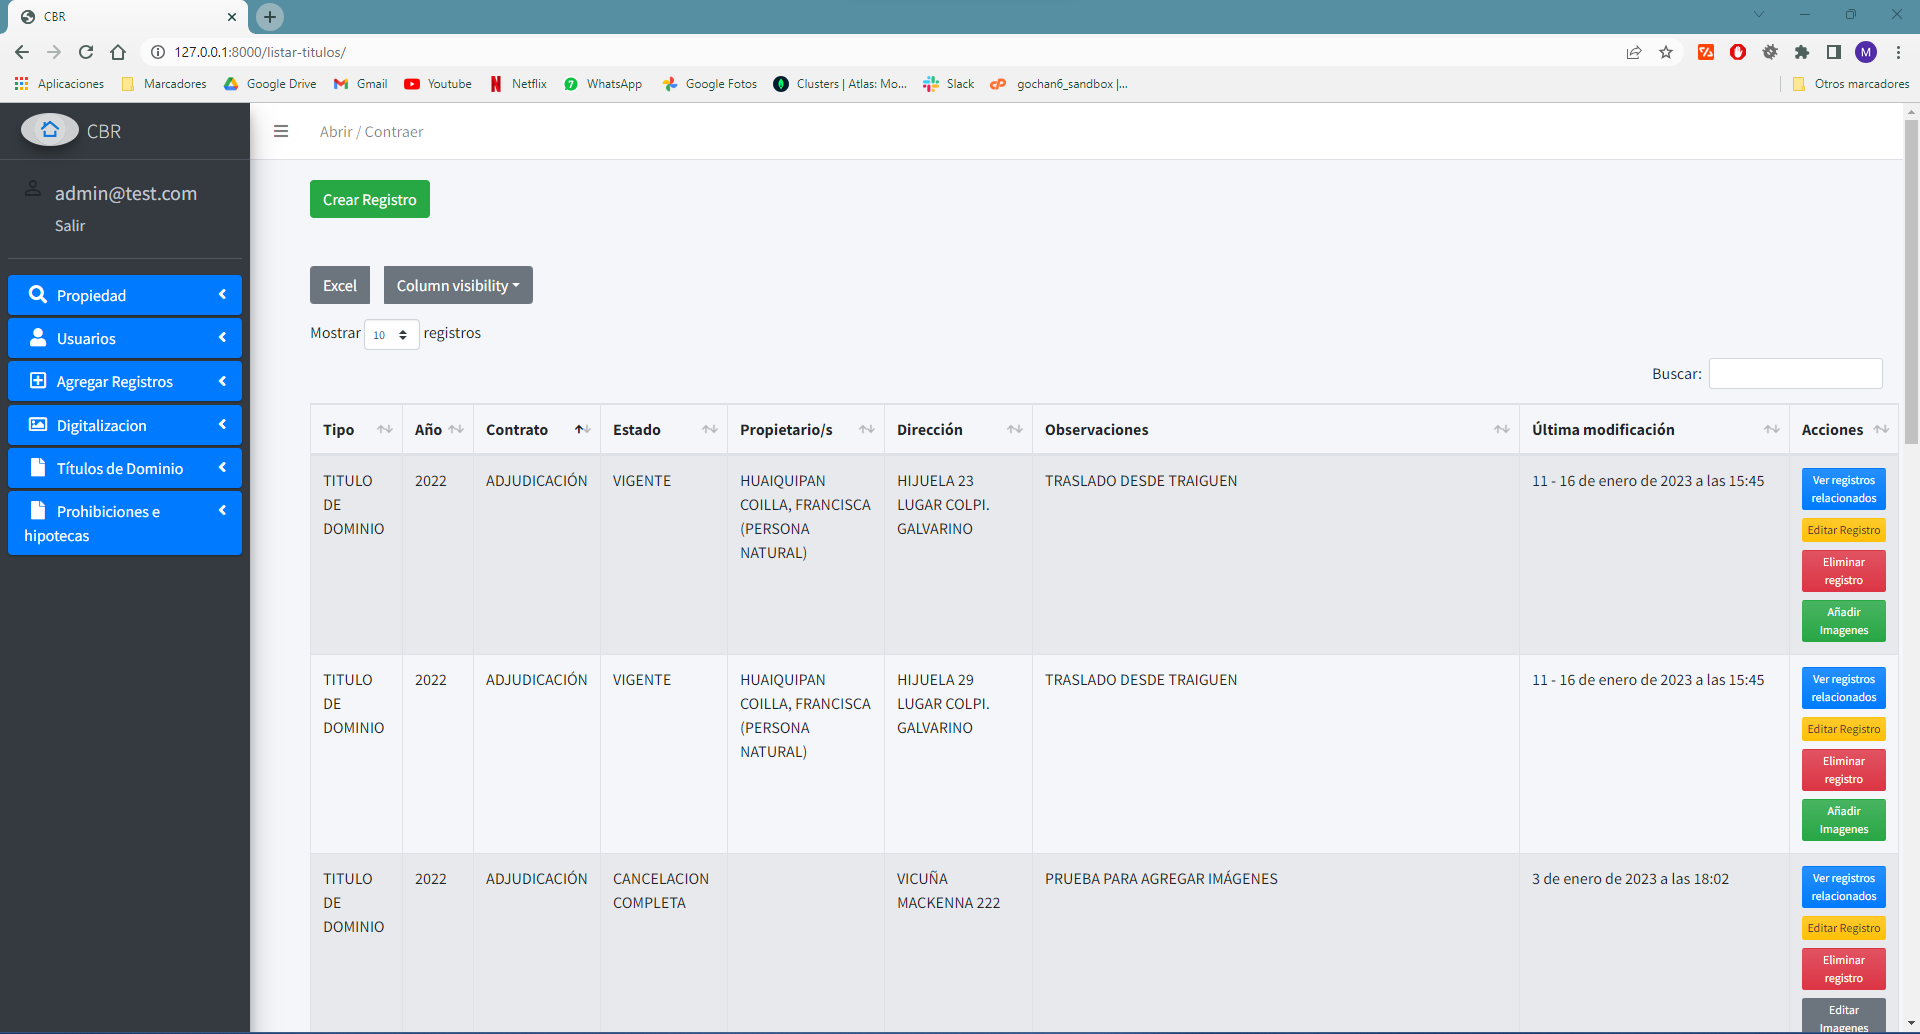 CBR
127.0.0.1:8000/listar-titulos/
M
Aplicaciones Marcadores Google Drive Gmail Youtube Netflix WhatsApp Google Fotos Clusters | Atlas: Mo... Slack gochan6_sandbox |... Otros marcadores
CBR
Abrir / Contraer
admin@test.com
Salir
Propiedad
Usuarios
Agregar Registros
Digitalizacion
Títulos de Dominio
Prohibiciones e
hipotecas
Crear Registro
Excel Column visibility
Mostrar 10 registros
Buscar:
Tipo Año Contrato Estado Propietario/s Dirección Observaciones Última modificación Acciones
TITULO
DE
DOMINIO
2022
ADJUDICACIÓN
VIGENTE
HUAIQUIPAN
COILLA, FRANCISCA
(PERSONA
NATURAL)
HIJUELA 23
LUGAR COLPI.
GALVARINO
TRASLADO DESDE TRAIGUEN
11 - 16 de enero de 2023 a las 15:45
Ver registros
relacionados
Editar Registro
Eliminar
registro
Añadir
Imagenes
TITULO
DE
DOMINIO
2022
ADJUDICACIÓN
VIGENTE
HUAIQUIPAN
COILLA, FRANCISCA
(PERSONA
NATURAL)
HIJUELA 29
LUGAR COLPI.
GALVARINO
TRASLADO DESDE TRAIGUEN
11 - 16 de enero de 2023 a las 15:45
Ver registros
relacionados
Editar Registro
Eliminar
registro
Añadir
Imagenes
TITULO
DE
DOMINIO
2022
ADJUDICACIÓN
CANCELACION
COMPLETA
VICUÑA
MACKENNA 222
PRUEBA PARA AGREGAR IMÁGENES
3 de enero de 2023 a las 18:02
Ver registros
relacionados
Editar Registro
Eliminar
registro
Editar
Imagenes